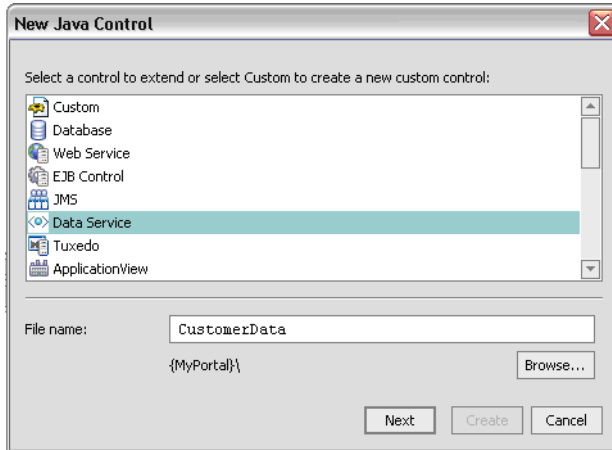 New Java Control
Select a control to extend or select Custom to create a new custom control:
Custom
Database
Web Service
EJB Control
JMS
Data Service
Tuxedo
ApplicationView
File name: CustomerData
{MyPortal}\ Browse...
Next Create Cancel